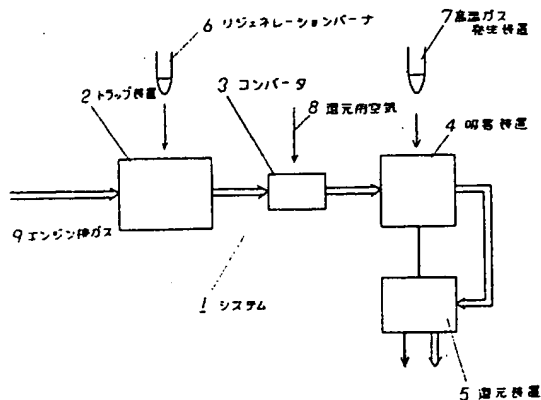 6 リジェネレーションバーナ
7 高温ガス
発生装置
2 トラップ装置
3 コンバータ
8 還元用空気
4 吸着装置
9 エンジン排ガス
1 システム
5 還元装置